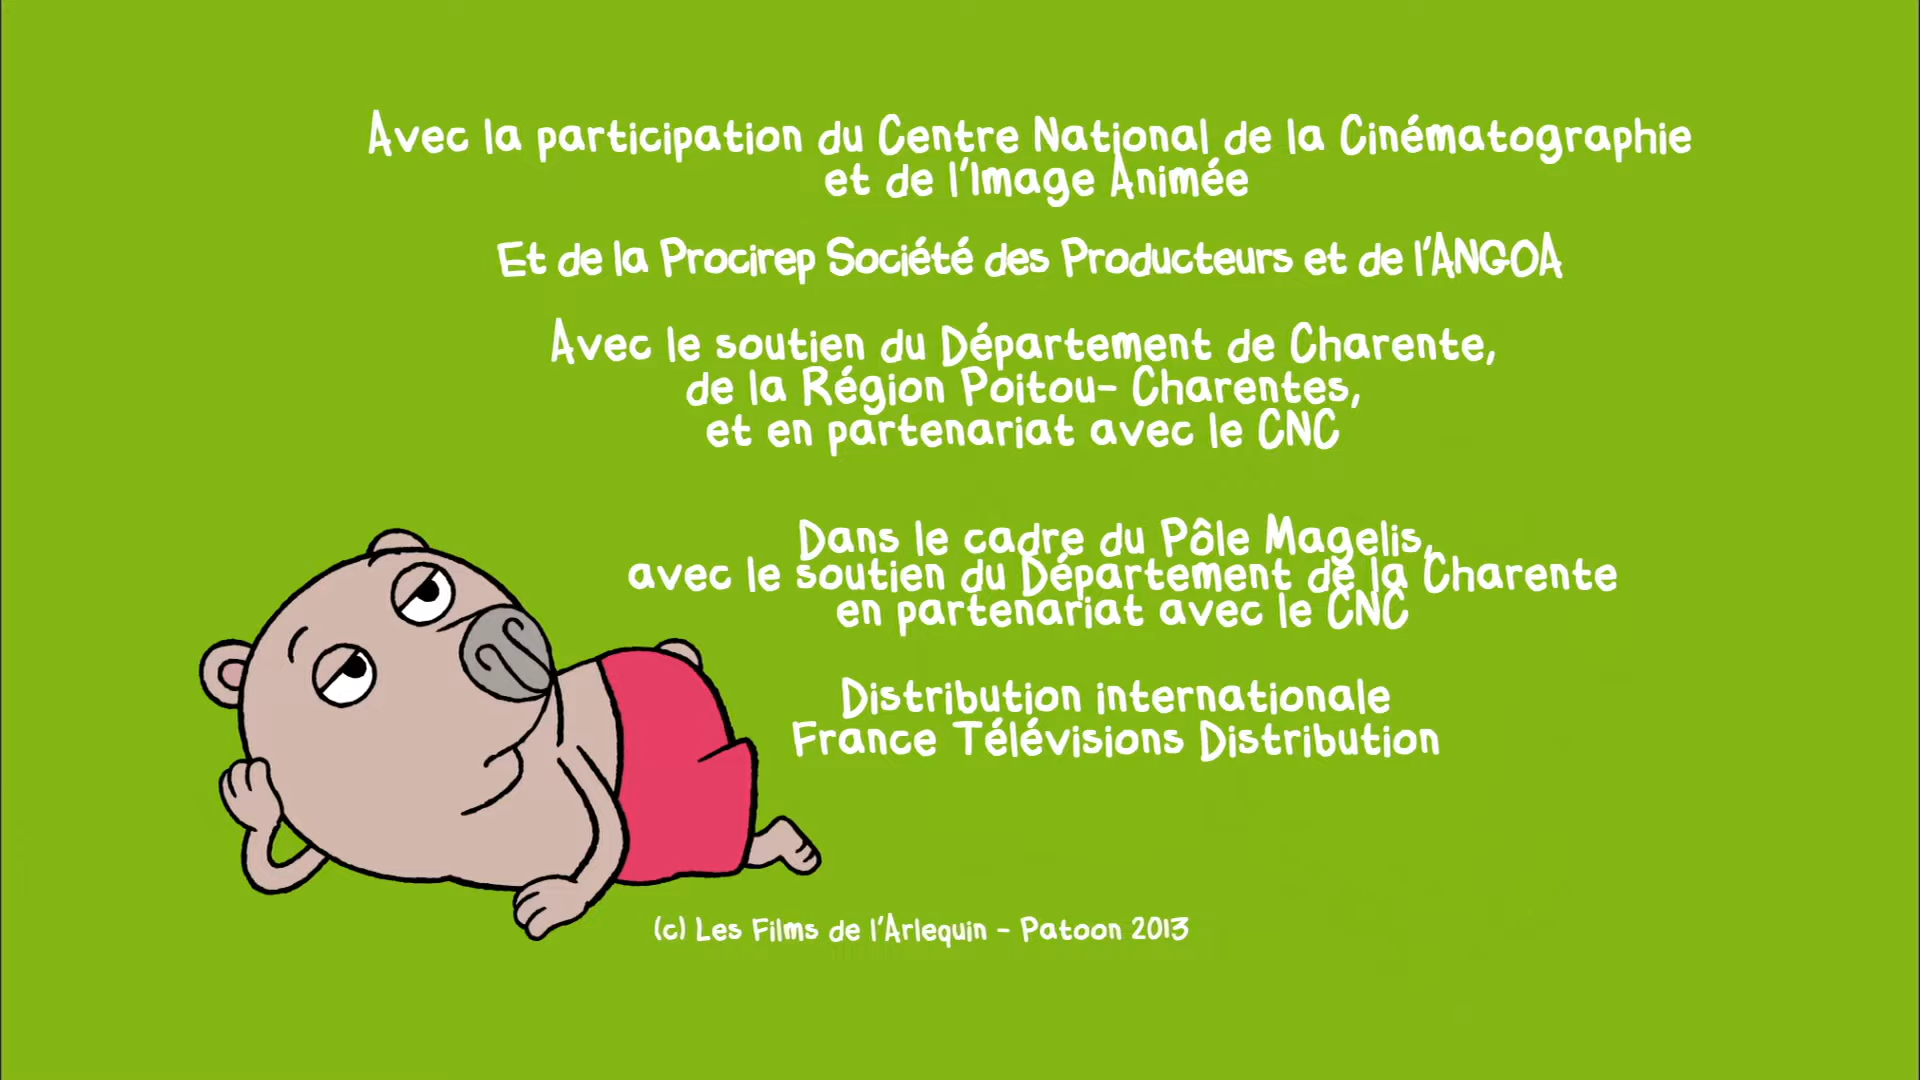 Avec la participation du Centre National de la Cinématographie
et de l'Image Animée
Et de la Procirep Société des Producteurs et de l'ANGOA
Avec le soutien du Département de Charente,
de la Région Poitou- Charentes,
et en partenariat avec le CNC
Dans le cadre du Pôle Magelis,
avec le soutien du Département de la Charente
en partenariat avec le CNC
Distribution internationale
France Télévisions Distribution
(c) Les Films de l'Arlequin - Patoon 2013